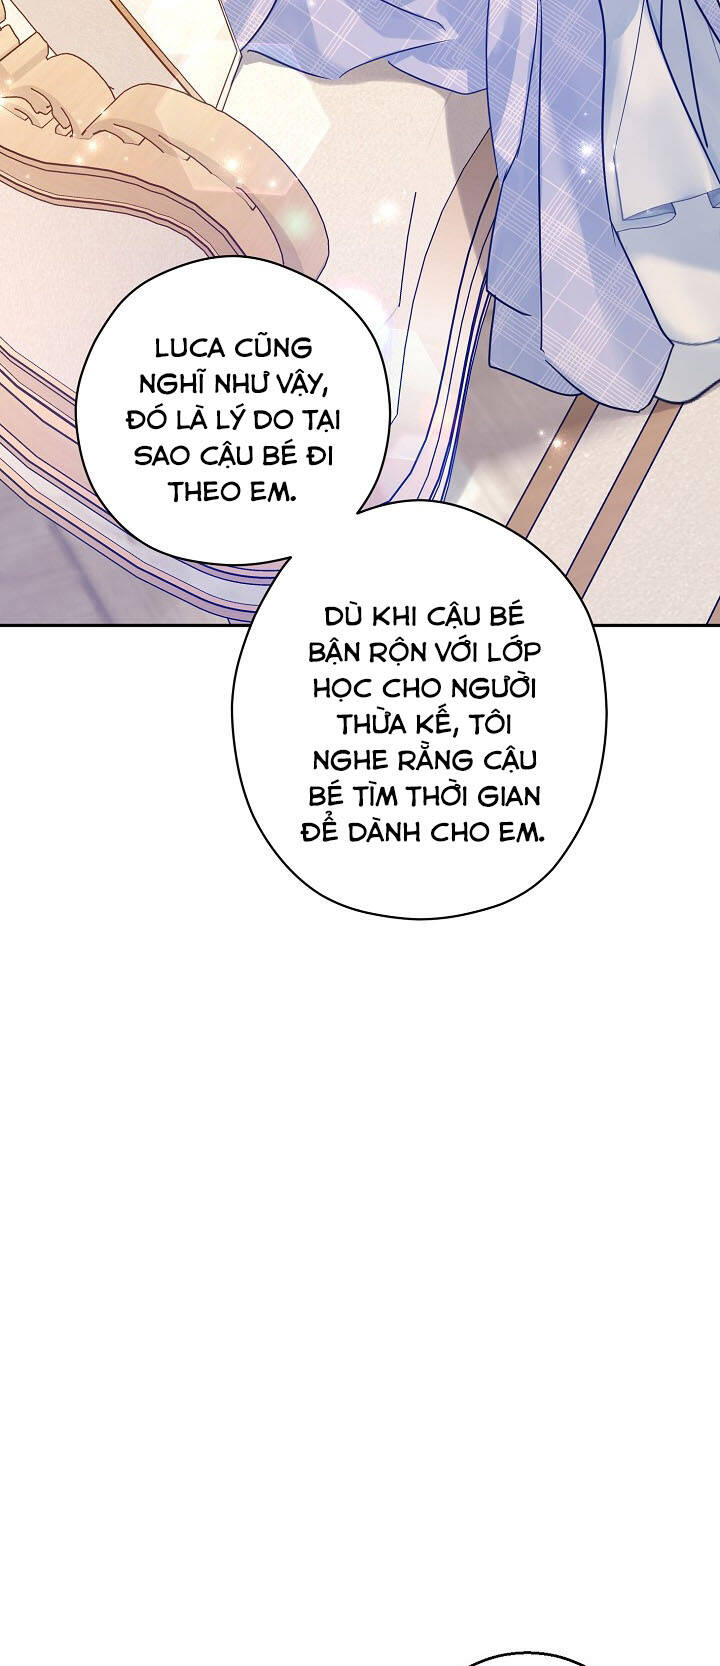 LUCA CŨNG
NGHĨ NHƯ VẬY,
ĐÓ LÀ LÝ DO TẠI
SAO CẬU BÉ ĐI
THEO EM.
DÙ KHI CẬU BÉ
BẬN RỘN VỚI LỚP
HỌC CHO NGƯỜI
THỪA KẾ, TÔI
NGHE RẰNG CẬU
BÉ TÌM THỜI GIAN
ĐỂ DÀNH CHO EM.